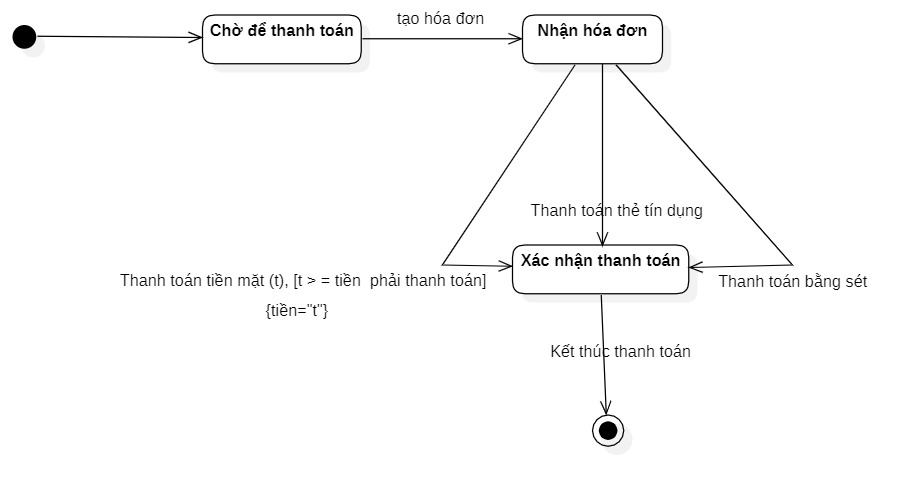 tạo hóa đơn
Chờ để thanh toán
Nhận hóa đơn
Thanh toán thẻ tín dụng
Xác nhận thanh toán
Thanh toán tiền mặt (t), [t > = tiền  phải thanh toán]
{tiền="t"}
Thanh toán bằng sét
Kết thúc thanh toán